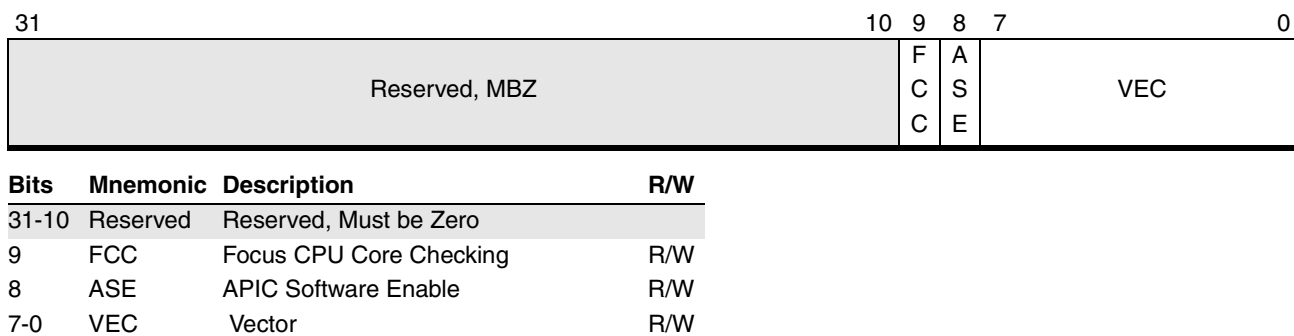 31 10 9 8 7 0
Reserved, MBZ
F
C
C
A
S
E
VEC
Bits Mnemonic Description R/W
31-10 Reserved Reserved, Must be Zero
9 FCC Focus CPU Core Checking R/W
8 ASE APIC Software Enable R/W
7-0 VEC Vector R/W